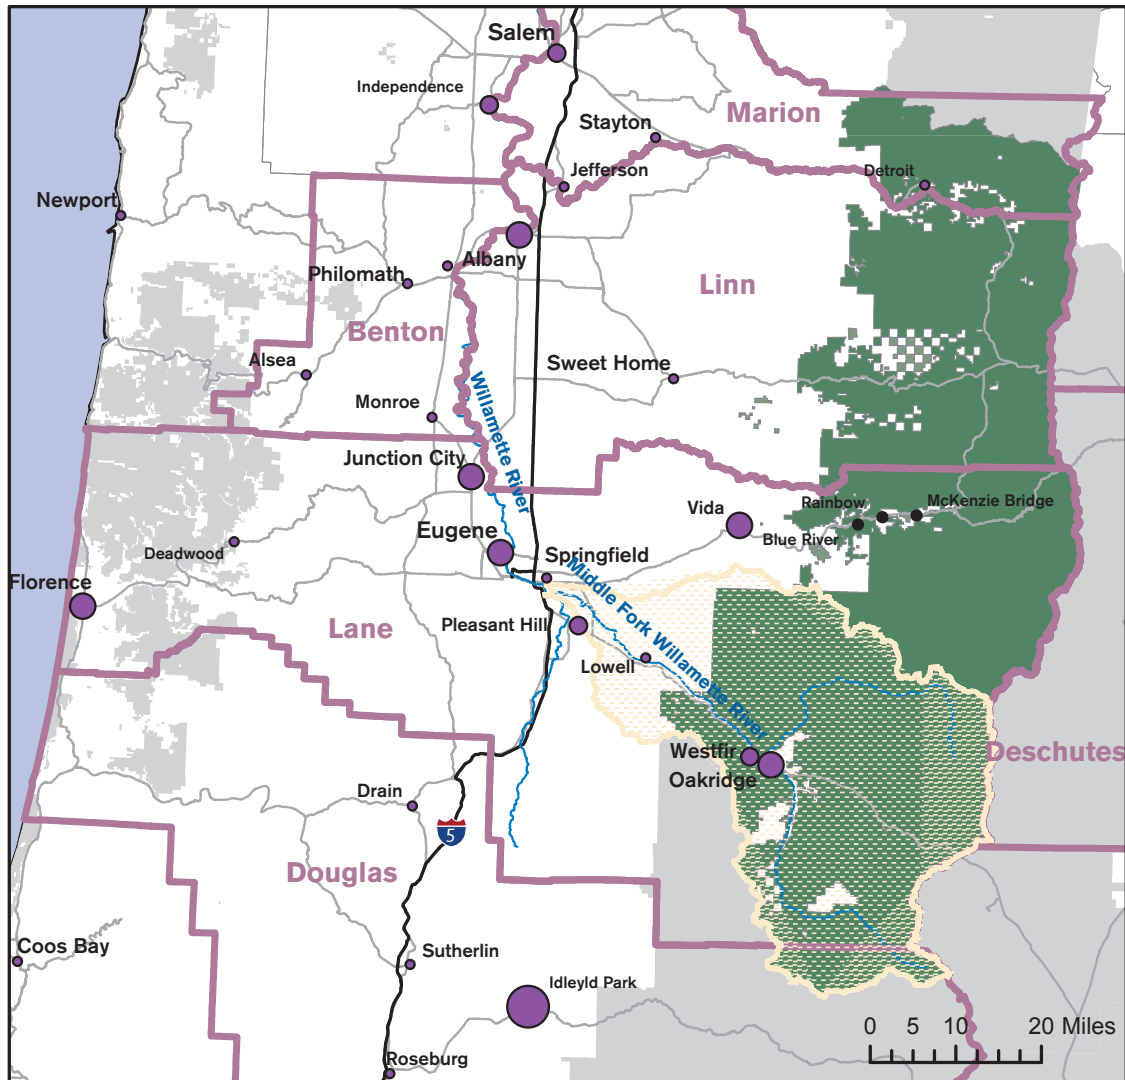 Salem
Independence
Marion
Stayton
Jefferson
Detroit
Newport
Albany
Philomath
Linn
Benton
Alsea
Sweet Home
Monroe
Willamette River
Junction City
Vida
Rainbow
McKenzie Bridge
Eugene
Blue River
Deadwood
Springfield
Florence
Middle Fork Willamette River
Pleasant Hill
Lane
Lowell
Westfir
Deschutes
Oakridge
Drain
5
Douglas
Coos Bay
Sutherlin
Idleyld Park
0 5 10 20 Miles
Roseburg